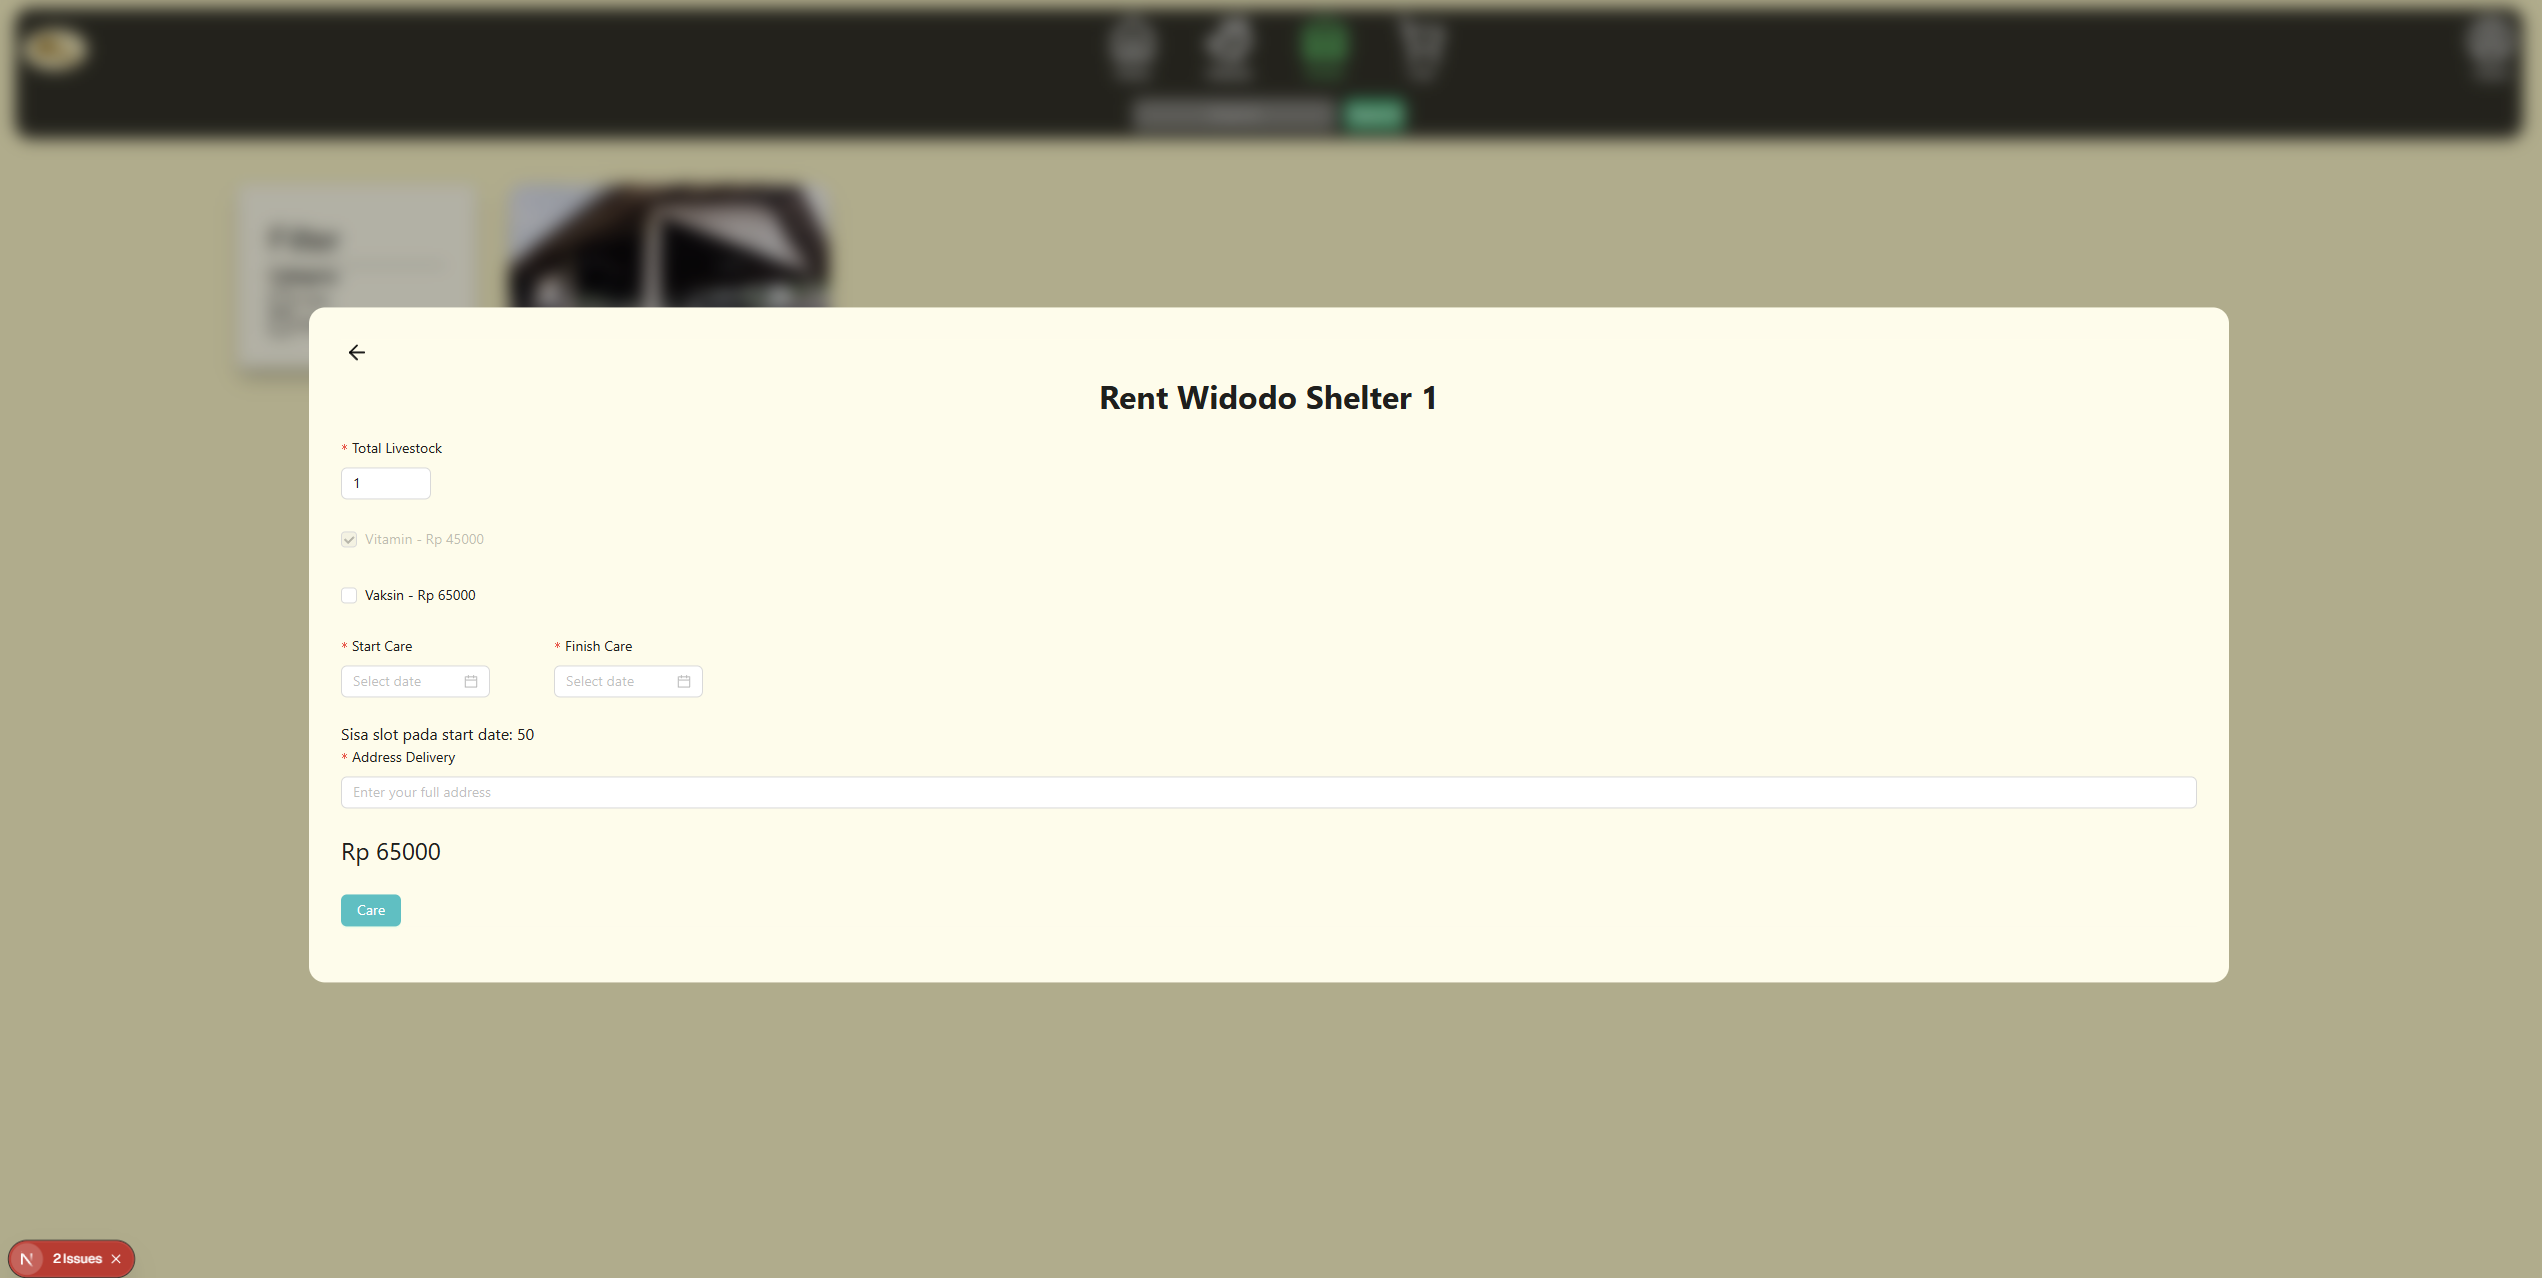 Filter
Rent Widodo Shelter 1
* Total Livestock
1
Vitamin - Rp 45000
Vaksin - Rp 65000
* Start Care * Finish Care
Select date Select date
Sisa slot pada start date: 50
* Address Delivery
Enter your full address
Rp 65000
Care
N 2 Issues